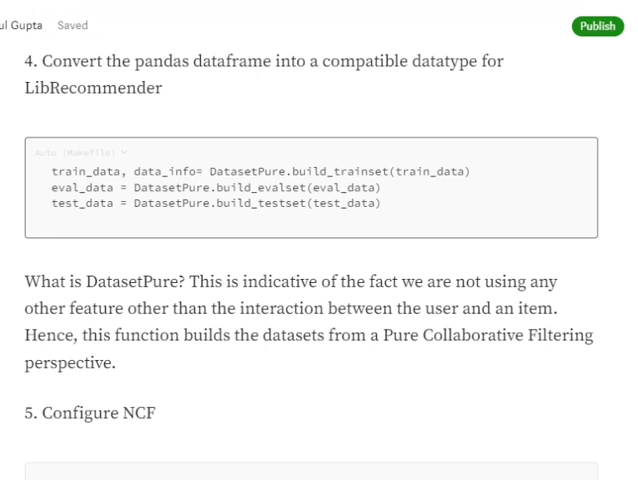 ul Gupta Saved Publish
4. Convert the pandas dataframe into a compatible datatype for
LibRecommender
Auto (Makefile)
train_data, data_info= DatasetPure.build_trainset(train_data)
eval_data = DatasetPure.build_evalset(eval_data)
test_data = DatasetPure.build_testset(test_data)
What is DatasetPure? This is indicative of the fact we are not using any
other feature other than the interaction between the user and an item.
Hence, this function builds the datasets from a Pure Collaborative Filtering
perspective.
5. Configure NCF